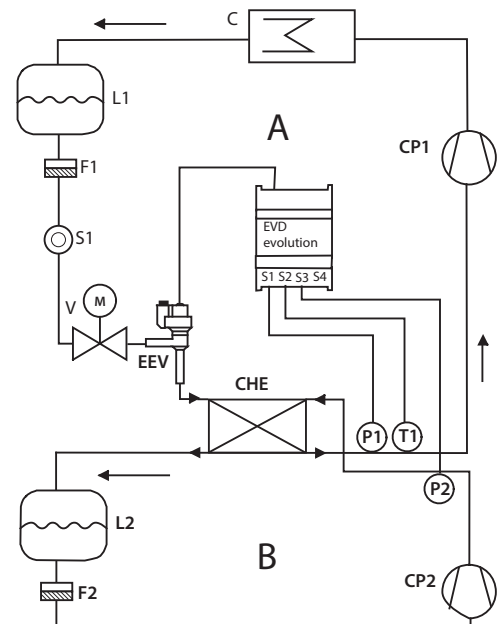 C
L1
A
CP1
F1
EVD
evolution
S1
S1 S2 S3 S4
V
M
EEV
CHE
P1 T1
P2
L2
B
F2
CP2